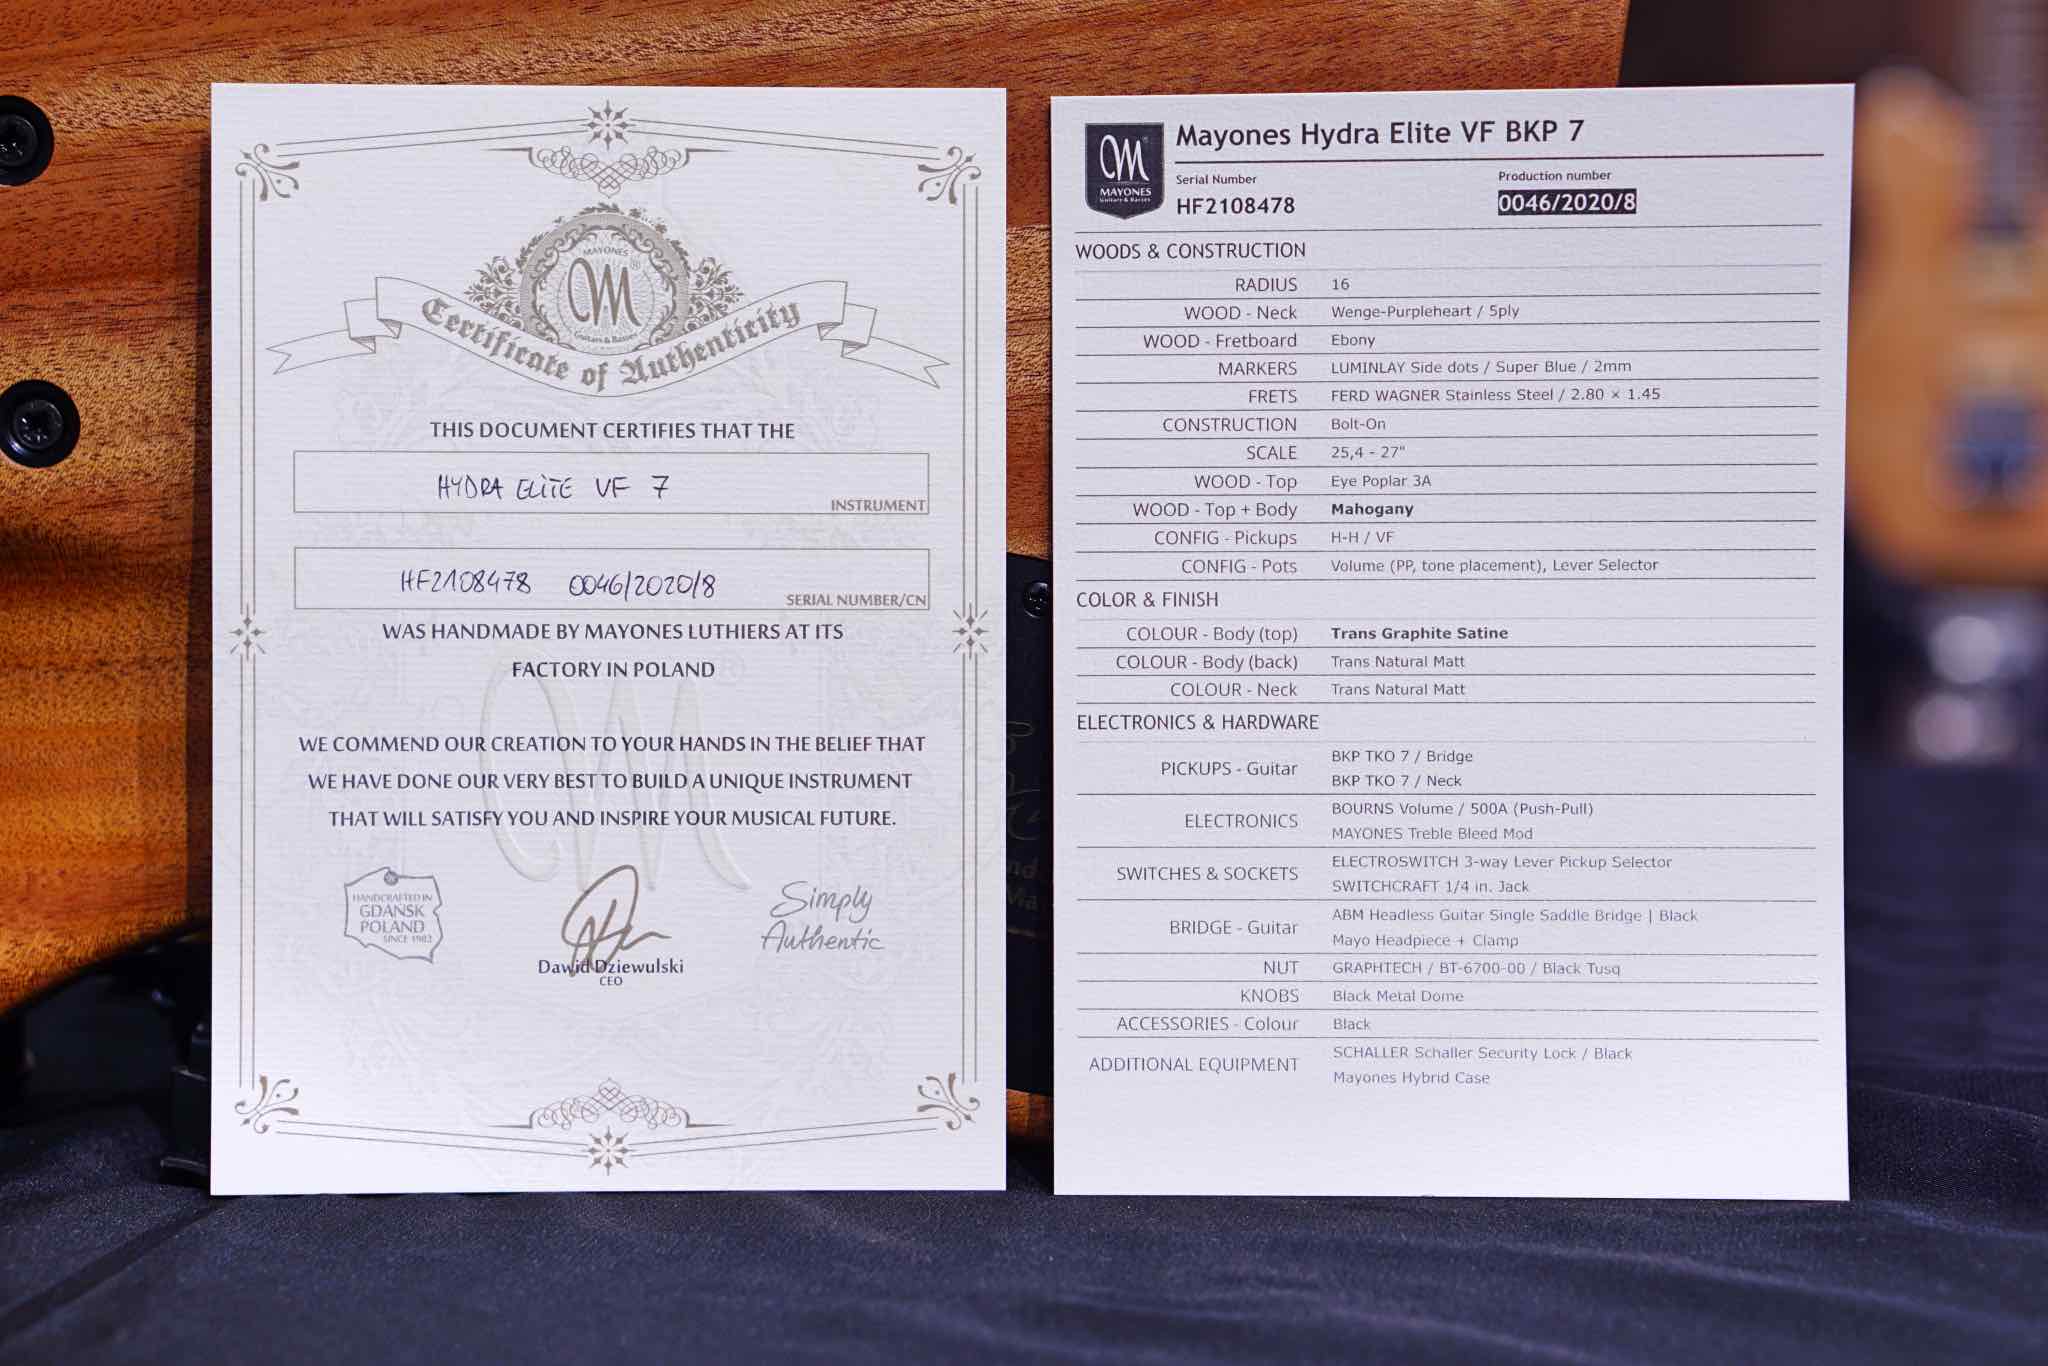 MAYONES
M
Guitars & Basses
Certificate of Authenticity
THIS DOCUMENT CERTIFIES THAT THE
HYDRA ELITE VF 7
INSTRUMENT
HF2108478 0046/2020/8
SERIAL NUMBER/CN
WAS HANDMADE BY MAYONES LUTHIERS AT ITS
FACTORY IN POLAND
WE COMMEND OUR CREATION TO YOUR HANDS IN THE BELIEF THAT
WE HAVE DONE OUR VERY BEST TO BUILD A UNIQUE INSTRUMENT
THAT WILL SATISFY YOU AND INSPIRE YOUR MUSICAL FUTURE.
HANDCRAFTED IN
GDAŃSK
POLAND
SINCE 1982
Dawid Dziewulski
CEO
Simply
Authentic
M
MAYONES
Guitars & Basses
Mayones Hydra Elite VF BKP 7
Serial Number Production number
HF2108478 0046/2020/8
WOODS & CONSTRUCTION
RADIUS 16
WOOD - Neck Wenge-Purpleheart / 5ply
WOOD - Fretboard Ebony
MARKERS LUMINLAY Side dots / Super Blue / 2mm
FRETS FERD WAGNER Stainless Steel / 2.80 × 1.45
CONSTRUCTION Bolt-On
SCALE 25,4 - 27"
WOOD - Top Eye Poplar 3A
WOOD - Top + Body Mahogany
CONFIG - Pickups H-H / VF
CONFIG - Pots Volume (PP, tone placement), Lever Selector
COLOR & FINISH
COLOUR - Body (top) Trans Graphite Satine
COLOUR - Body (back) Trans Natural Matt
COLOUR - Neck Trans Natural Matt
ELECTRONICS & HARDWARE
PICKUPS - Guitar BKP TKO 7 / Bridge
BKP TKO 7 / Neck
ELECTRONICS BOURNS Volume / 500A (Push-Pull)
MAYONES Treble Bleed Mod
SWITCHES & SOCKETS ELECTROSWITCH 3-way Lever Pickup Selector
SWITCHCRAFT 1/4 in. Jack
BRIDGE - Guitar ABM Headless Guitar Single Saddle Bridge | Black
Mayo Headpiece + Clamp
NUT GRAPHTECH / BT-6700-00 / Black Tusq
KNOBS Black Metal Dome
ACCESSORIES - Colour Black
ADDITIONAL EQUIPMENT SCHALLER Schaller Security Lock / Black
Mayones Hybrid Case